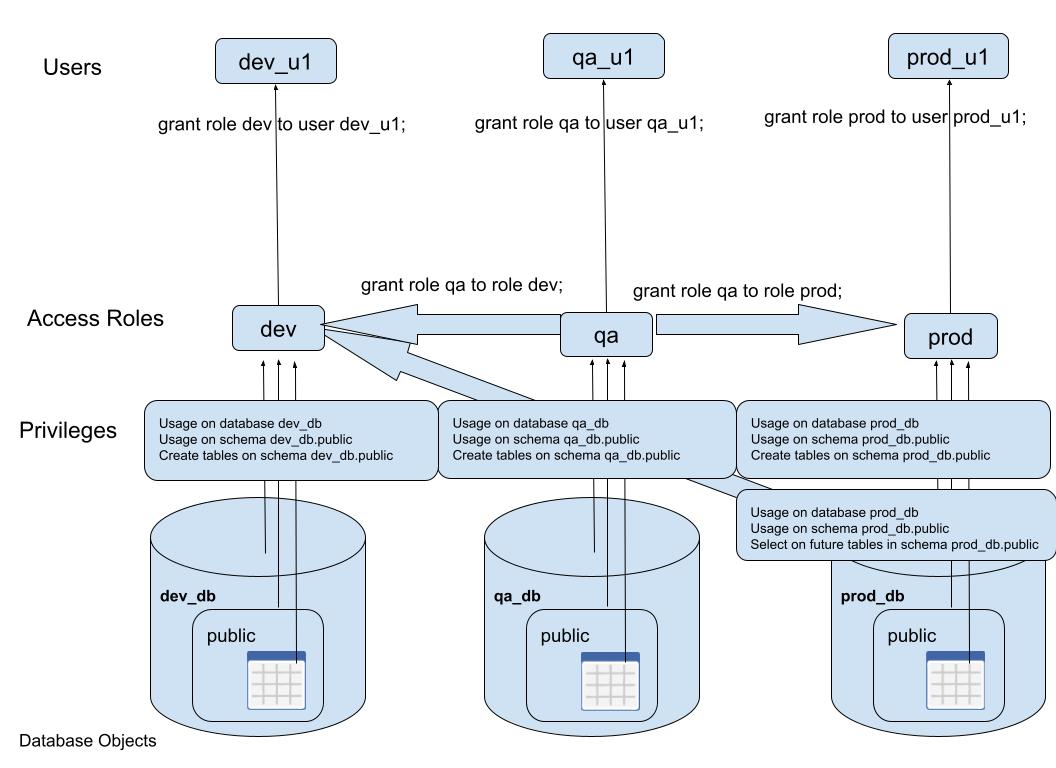 Users
dev_u1
qa_u1
prod_u1
grant role dev to user dev_u1;
grant role qa to user qa_u1;
grant role prod to user prod_u1;
grant role qa to role dev;
grant role qa to role prod;
Access Roles
dev
qa
prod
Privileges
Usage on database dev_db
Usage on schema dev_db.public
Create tables on schema dev_db.public
Usage on database qa_db
Usage on schema qa_db.public
Create tables on schema qa_db.public
Usage on database prod_db
Usage on schema prod_db.public
Create tables on schema prod_db.public
Usage on database prod_db
Usage on schema prod_db.public
Select on future tables in schema prod_db.public
dev_db
public
qa_db
public
prod_db
public
Database Objects